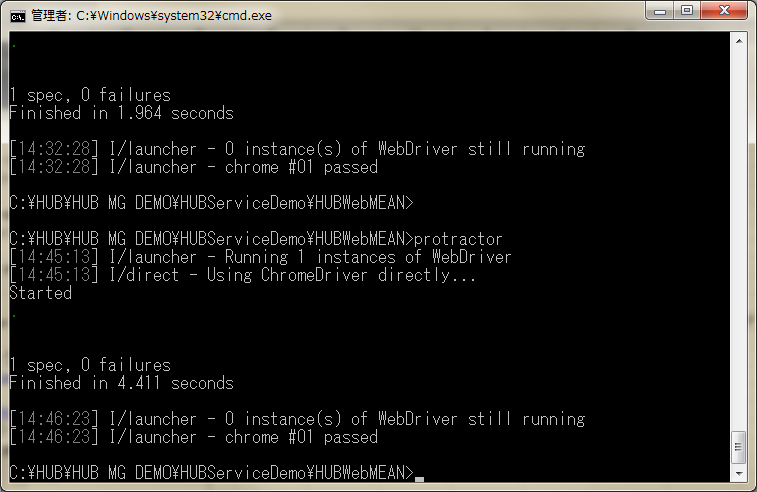 管理者: C:¥Windows¥system32¥cmd.exe
.
1 spec, 0 failures
Finished in 1.964 seconds
[14:32:28] I/launcher - 0 instance(s) of WebDriver still running
[14:32:28] I/launcher - chrome #01 passed
C:¥HUB¥HUB MG DEMO¥HUBServiceDemo¥HUBWebMEAN>
C:¥HUB¥HUB MG DEMO¥HUBServiceDemo¥HUBWebMEAN>protractor
[14:45:13] I/launcher - Running 1 instances of WebDriver
[14:45:13] I/direct - Using ChromeDriver directly...
Started
.
1 spec, 0 failures
Finished in 4.411 seconds
[14:46:23] I/launcher - 0 instance(s) of WebDriver still running
[14:46:23] I/launcher - chrome #01 passed
C:¥HUB¥HUB MG DEMO¥HUBServiceDemo¥HUBWebMEAN>